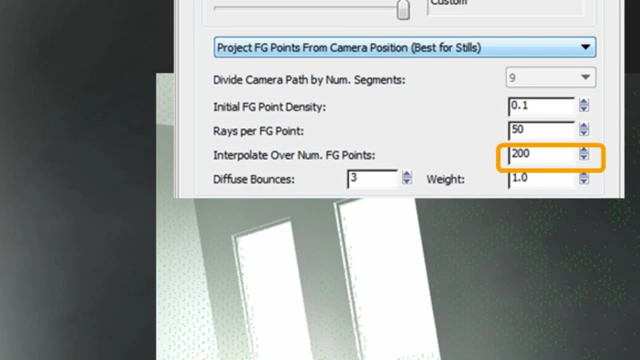 Custom
Project FG Points From Camera Position (Best for Stills)
Divide Camera Path by Num. Segments: 9
Initial FG Point Density: 0.1
Rays per FG Point: 50
Interpolate Over Num. FG Points: 200
Diffuse Bounces: 3 Weight: 1.0